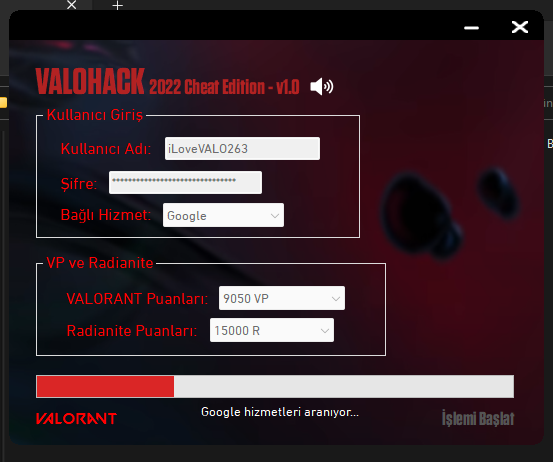 VALOHACK 2022 Cheat Edition - v1.0
Kullanıcı Giriş
Kullanıcı Adı: iLoveVALO263
Şifre: ********************************
Bağlı Hizmet: Google
VP ve Radianite
VALORANT Puanları: 9050 VP
Radianite Puanları: 15000 R
Google hizmetleri aranıyor...
VALORANT
İşlemi Başlat